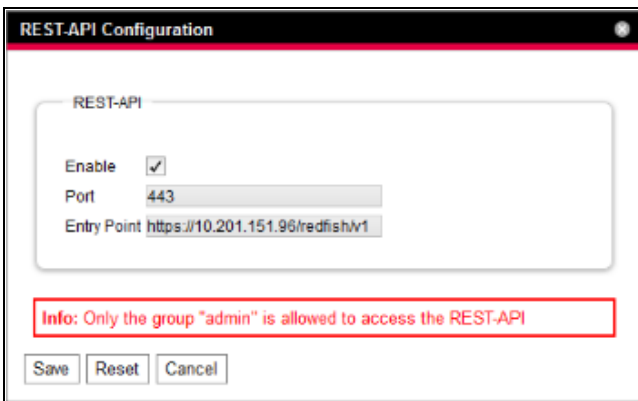 REST-API Configuration
REST-API
Enable
Port 443
Entry Point https://10.201.151.96/redfish/v1
Info: Only the group "admin" is allowed to access the REST-API
Save Reset Cancel